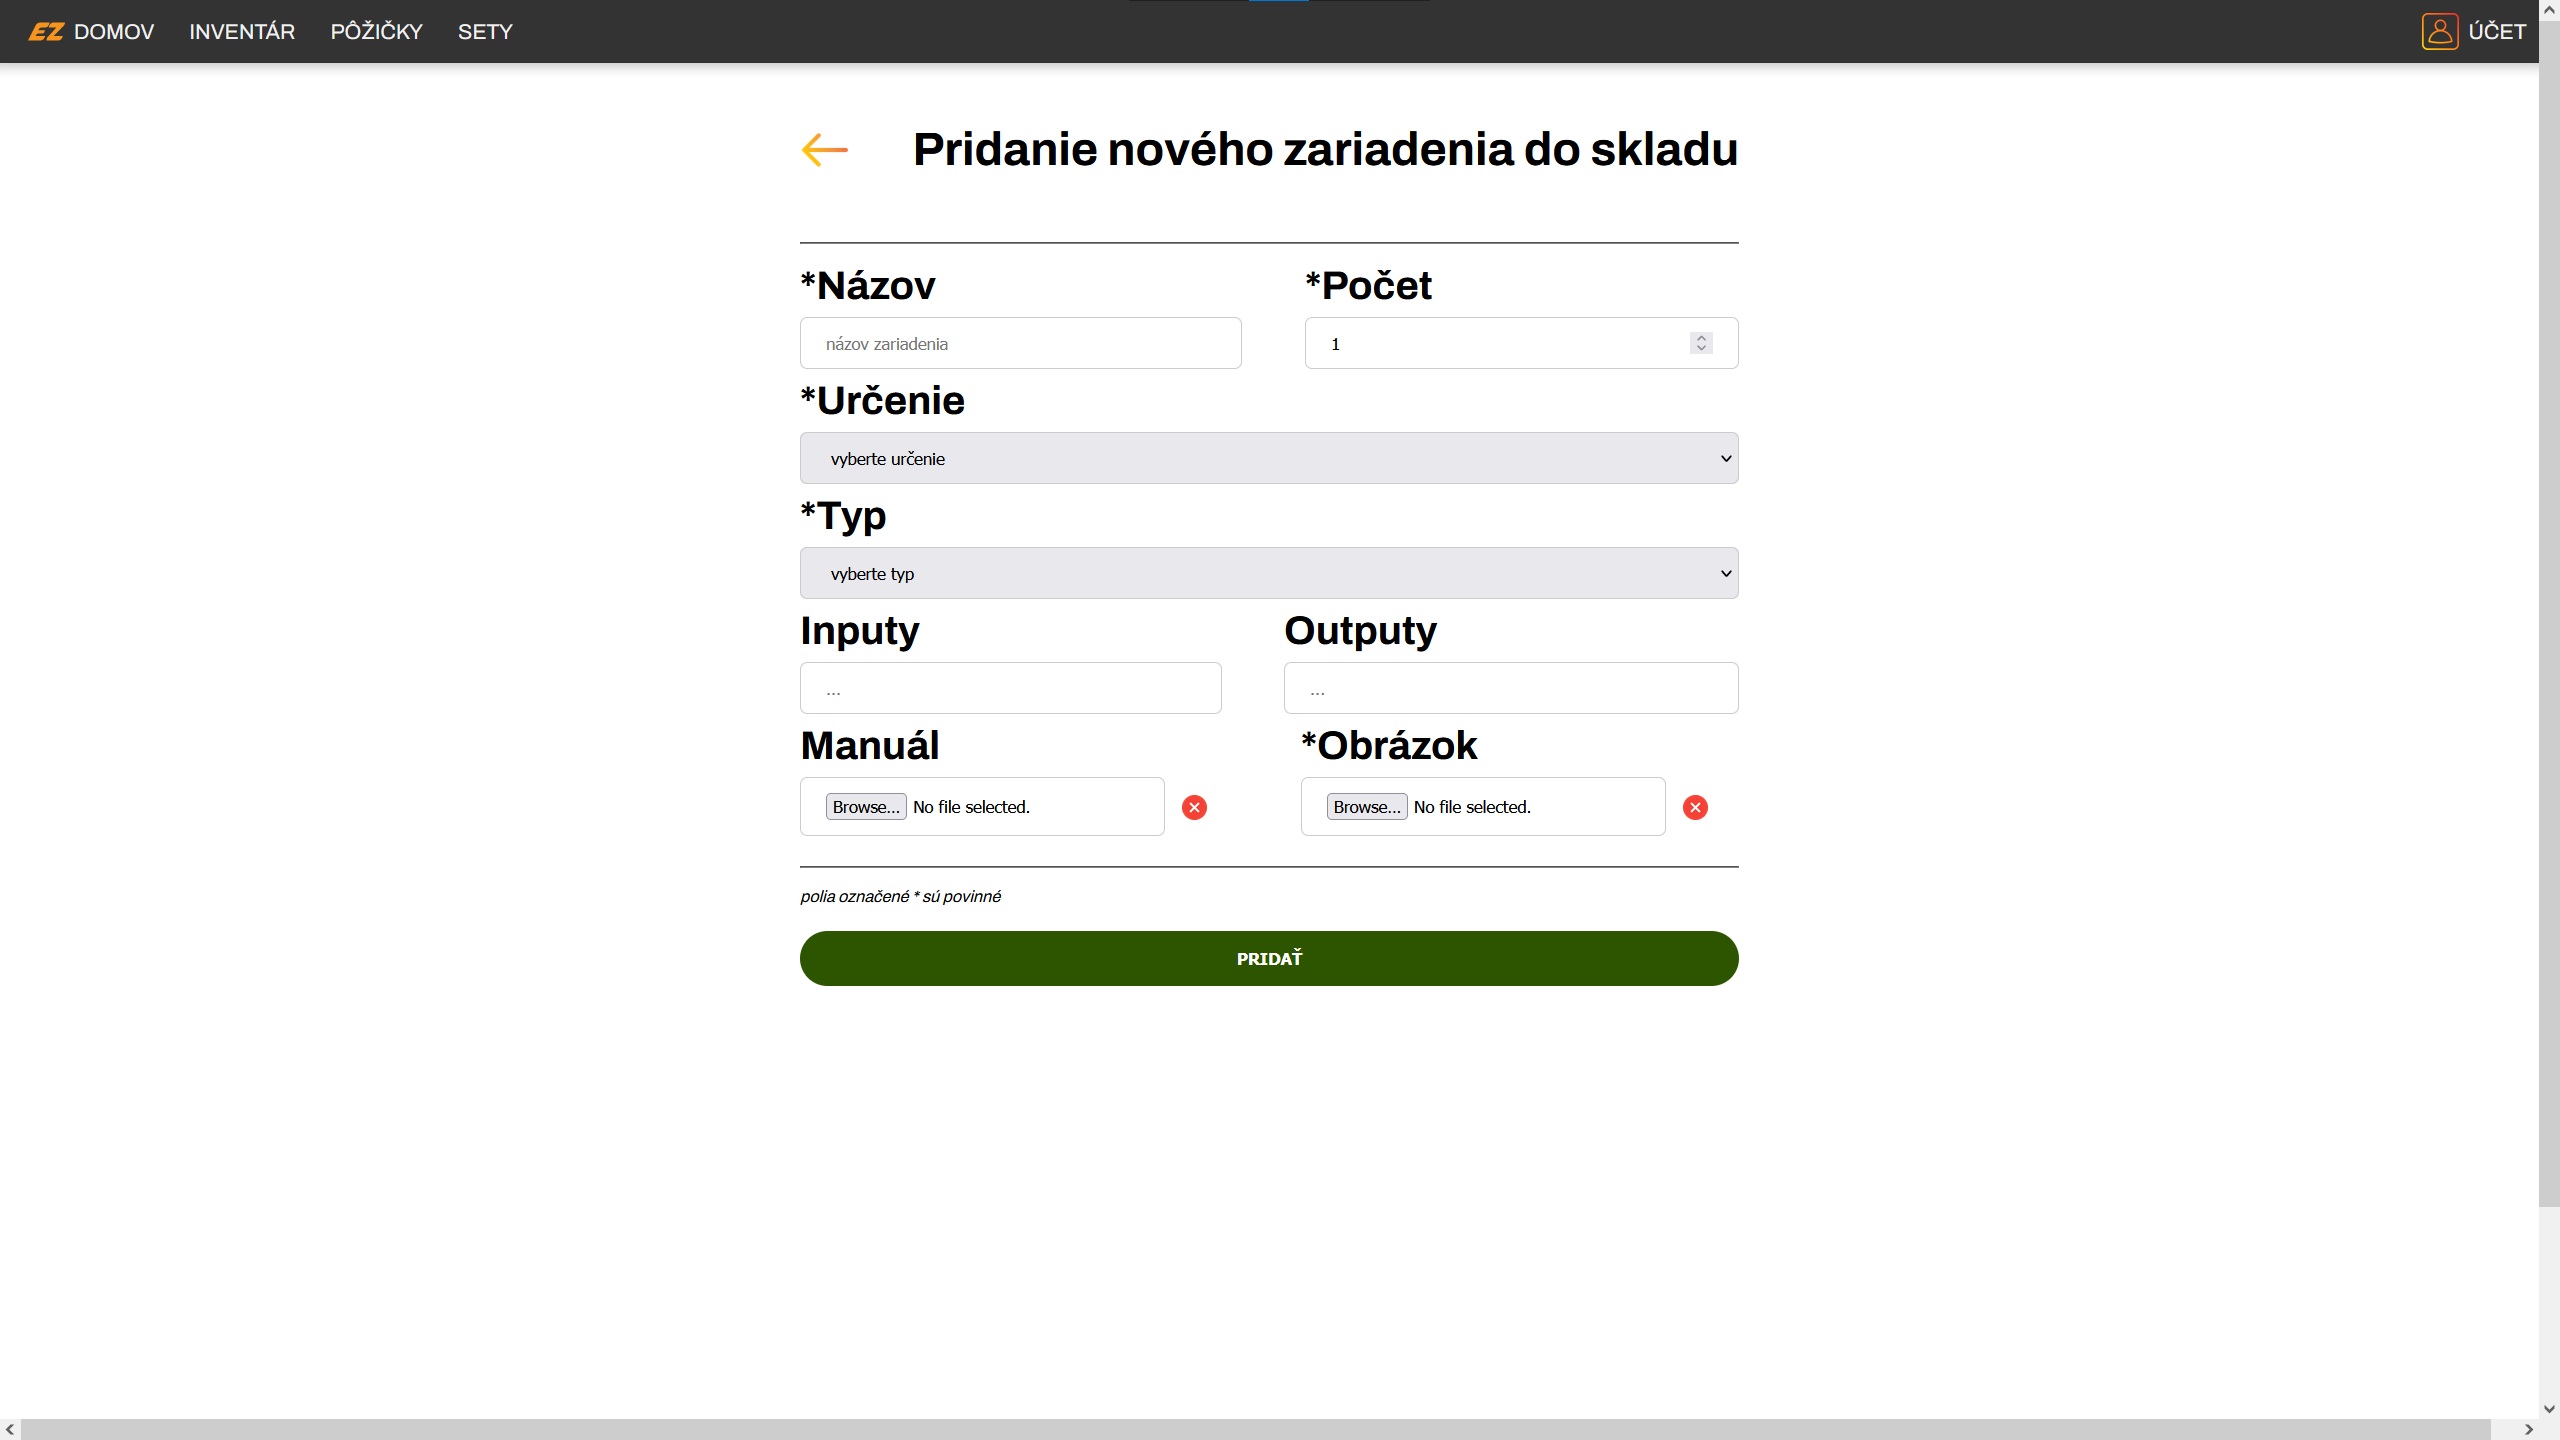 EZ DOMOV INVENTÁR PÔŽIČKY SETY ÚČET
Pridanie nového zariadenia do skladu
*Názov *Počet
názov zariadenia 1
*Určenie
vyberte určenie
*Typ
vyberte typ
Inputy Outputy
... ...
Manuál *Obrázok
Browse... No file selected. Browse... No file selected.
polia označené * sú povinné
PRIDAŤ